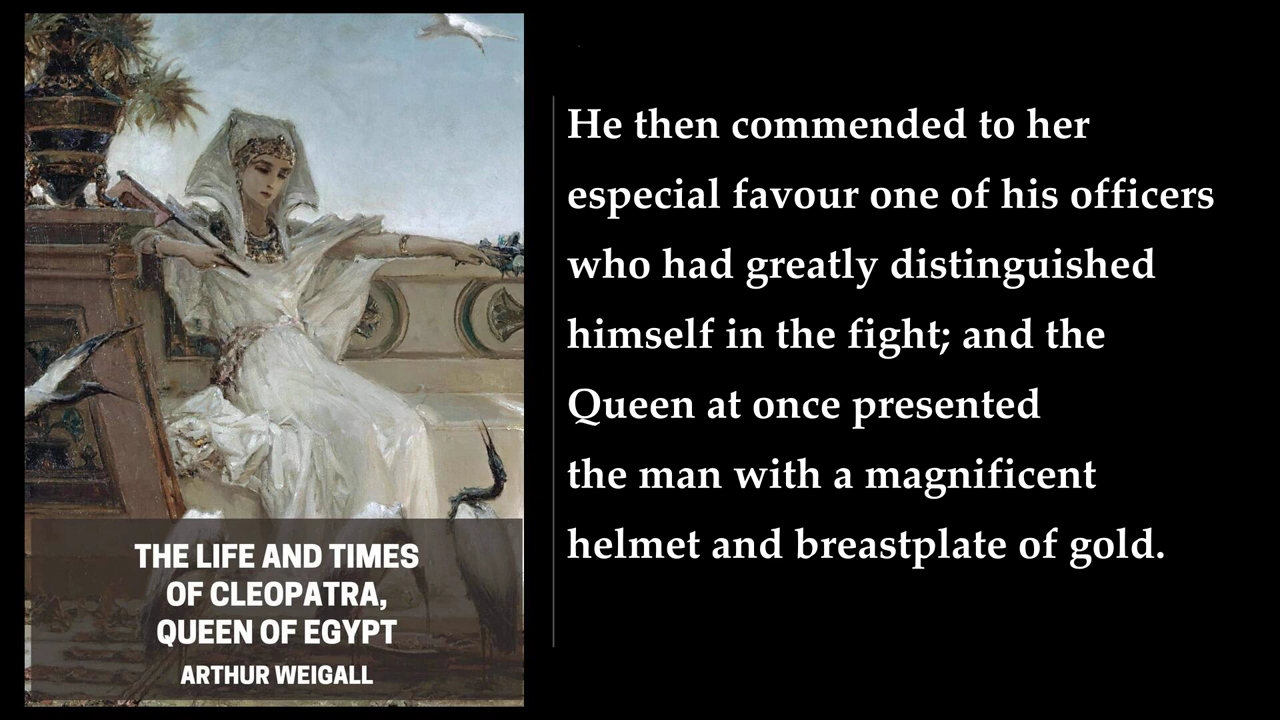 He then commended to her
especial favour one of his officers
who had greatly distinguished
himself in the fight; and the
Queen at once presented
the man with a magnificent
helmet and breastplate of gold.
THE LIFE AND TIMES
OF CLEOPATRA,
QUEEN OF EGYPT
ARTHUR WEIGALL